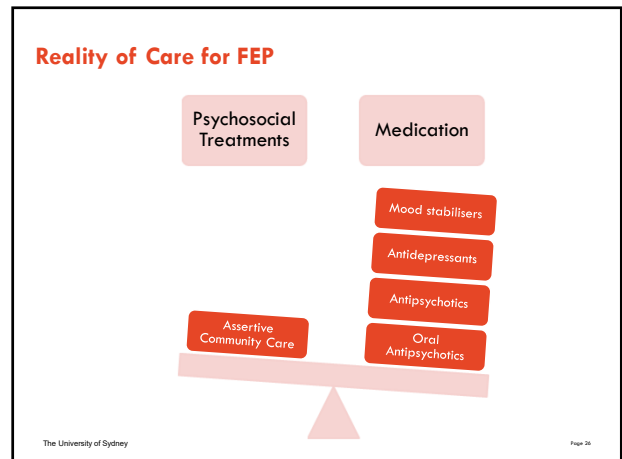 Reality of Care for FEP
Psychosocial
Treatments
Medication
Mood stabilisers
Antidepressants
Antipsychotics
Assertive
Community Care
Oral
Antipsychotics
The University of Sydney
Page 26